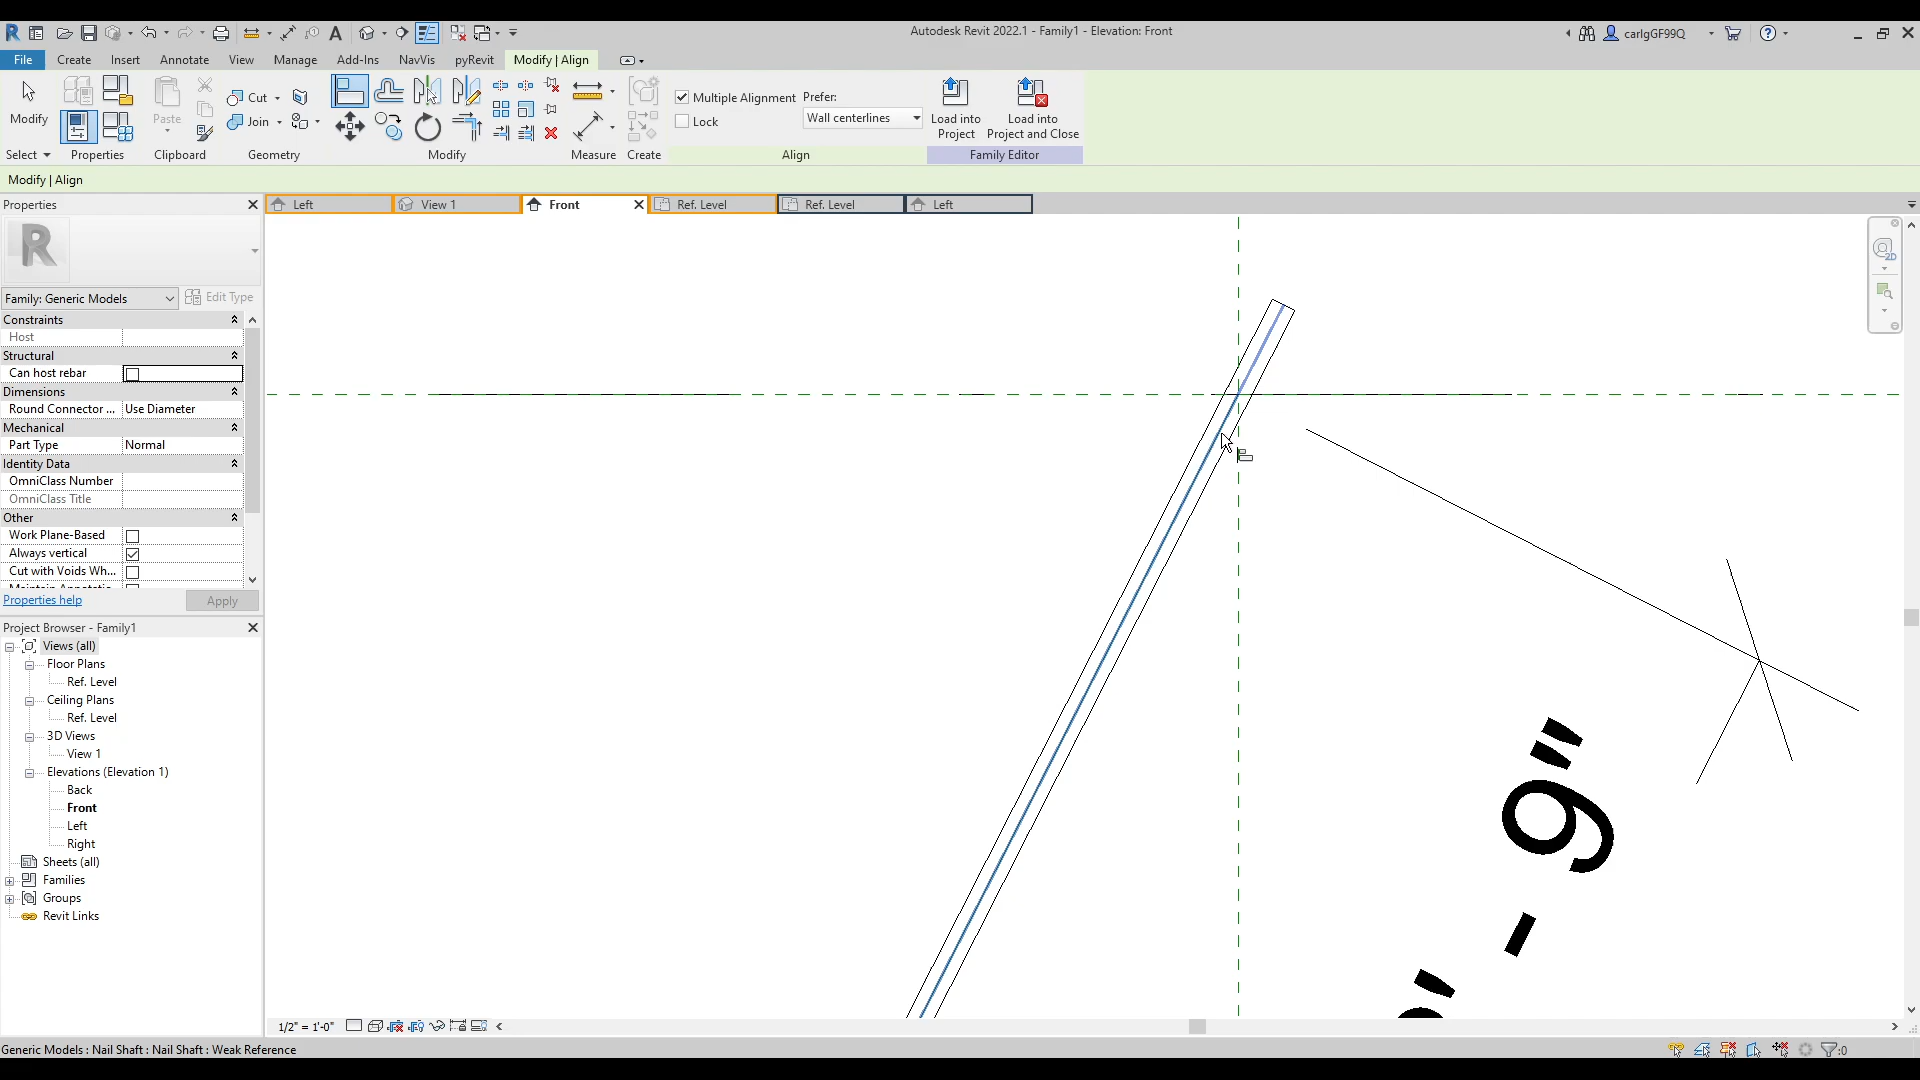 Autodesk Revit 2022.1 - Family1 - Elevation: Front
carlgGF99Q
File
Create
Insert
Annotate
View
Manage
Add-Ins
NavVis
pyRevit
Modify | Align
Modify
Paste
Cut
Join
Multiple Alignment
Prefer:
Lock
Wall centerlines
Load into
Project
Load into
Project and Close
Select
Properties
Clipboard
Geometry
Modify
Measure
Create
Align
Family Editor
Modify | Align
Properties
Left
View 1
Front
Ref. Level
Ref. Level
Left
R
Family: Generic Models
Edit Type
Constraints
Host
Structural
Can host rebar
Dimensions
Round Connector ...
Use Diameter
Mechanical
Part Type
Normal
Identity Data
OmniClass Number
OmniClass Title
Other
Work Plane-Based
Always vertical
Cut with Voids Wh...
Properties help
Apply
Project Browser - Family1
Views (all)
Floor Plans
Ref. Level
Ceiling Plans
Ref. Level
3D Views
View 1
Elevations (Elevation 1)
Back
Front
Left
Right
Sheets (all)
Families
Groups
Revit Links
2D
' - 9"
1/2" = 1'-0"
Generic Models : Nail Shaft : Nail Shaft : Weak Reference
:0